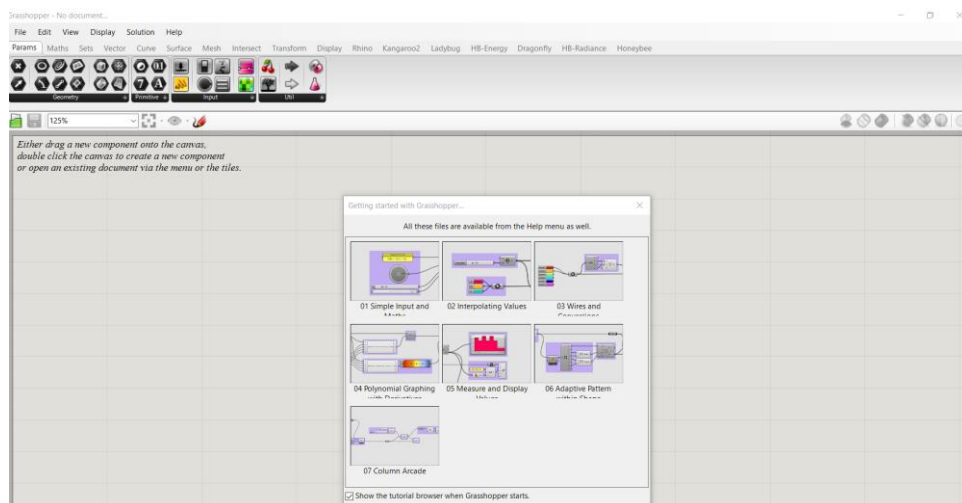 Grasshopper - No document...
File Edit View Display Solution Help
Params Maths Sets Vector Curve Surface Mesh Intersect Transform Display Rhino Kangaroo2 Ladybug HB-Energy Dragonfly HB-Radiance Honeybee
Geometry Primitive Input Util
125%
Either drag a new component onto the canvas,
double click the canvas to create a new component
or open an existing document via the menu or the tiles.
Getting started with Grasshopper...
All these files are available from the Help menu as well.
01 Simple Input and
02 Interpolating Values
03 Wires and
04 Polynomial Graphing
05 Measure and Display
06 Adaptive Pattern
07 Column Arcade
Show the tutorial browser when Grasshopper starts.